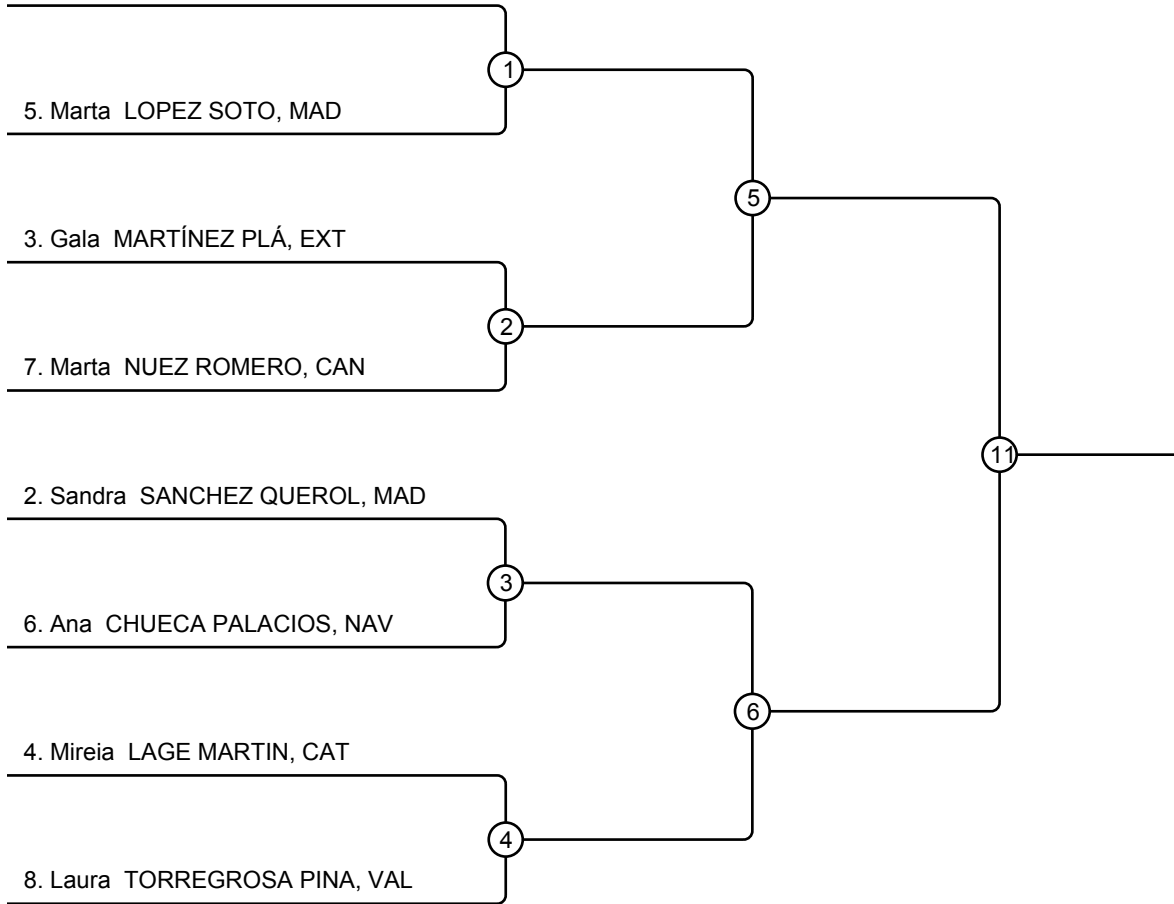 1
5. Marta LOPEZ SOTO, MAD
5
3. Gala MARTÍNEZ PLÁ, EXT
2
7. Marta NUEZ ROMERO, CAN
11
2. Sandra SANCHEZ QUEROL, MAD
3
6. Ana CHUECA PALACIOS, NAV
6
4. Mireia LAGE MARTIN, CAT
4
8. Laura TORREGROSA PINA, VAL